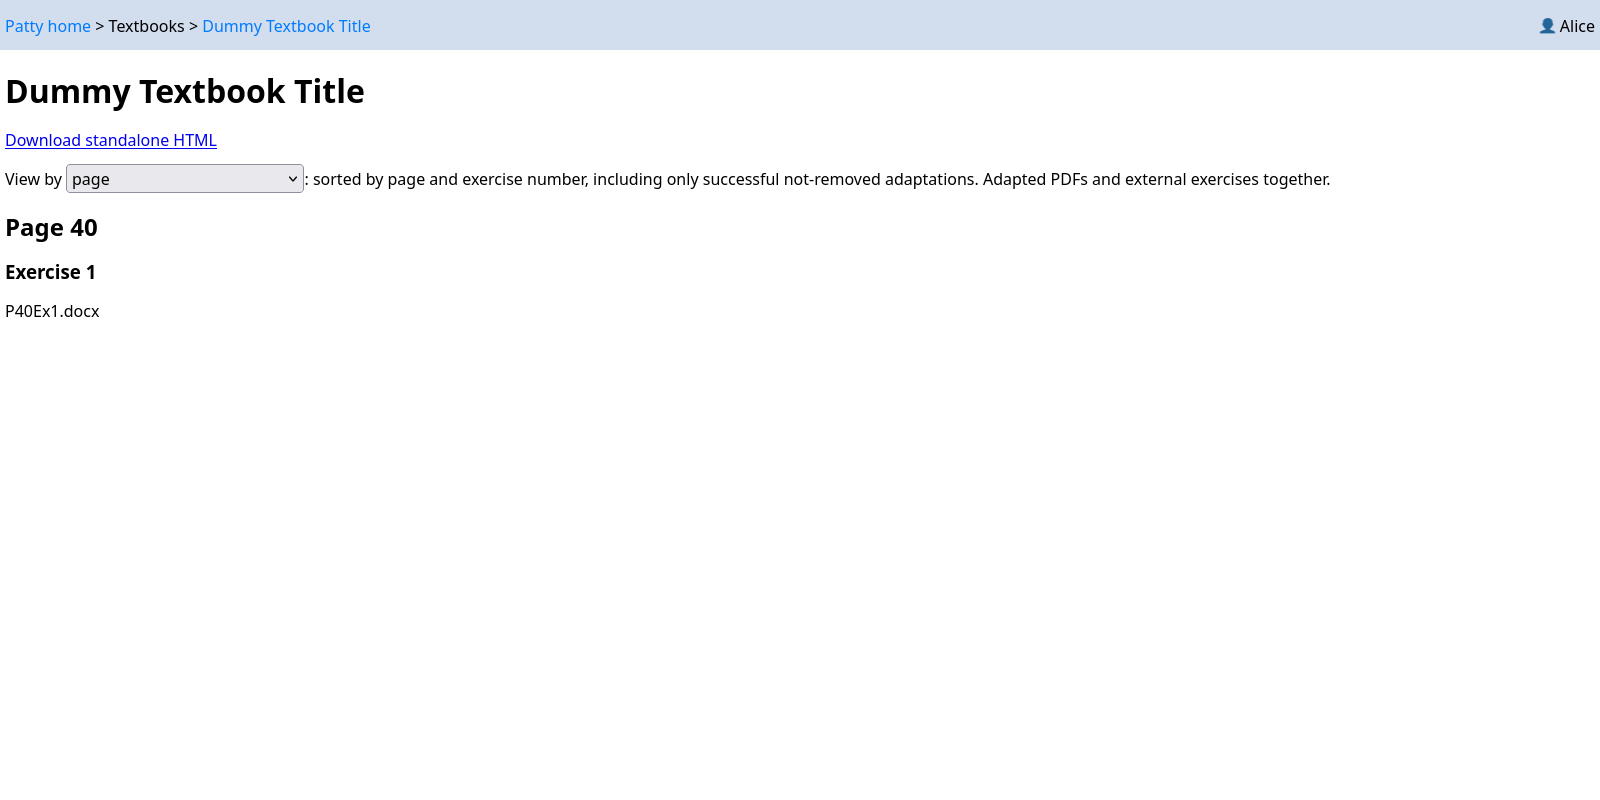 Patty home > Textbooks > Dummy Textbook Title
Alice
Dummy Textbook Title
Download standalone HTML
View by page : sorted by page and exercise number, including only successful not-removed adaptations. Adapted PDFs and external exercises together.
Page 40
Exercise 1
P40Ex1.docx